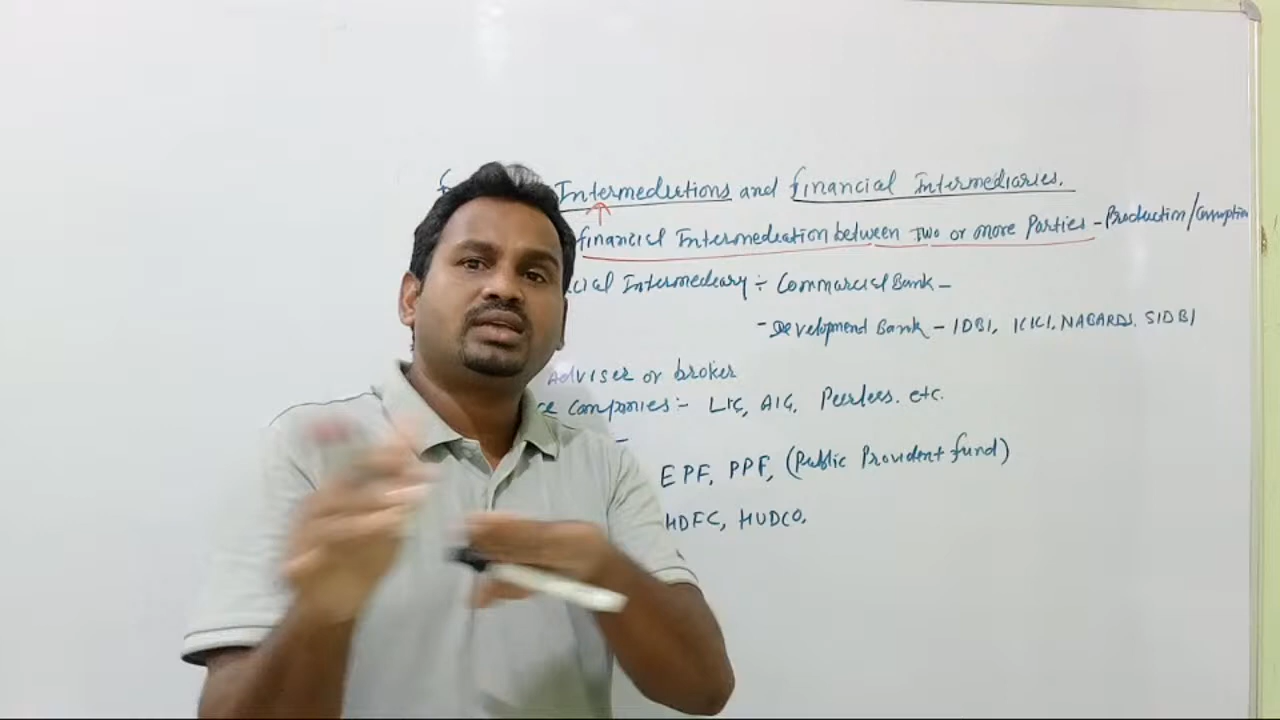 Intermediations and financial Intermediaries.
financial Intermediation between Two or more Parties - Production/Consumption
cial Intermediary ÷ Commercial Bank -
- Development Bank - IDBI, ICICI, NABARD, SIDBI
Adviser or broker
ce Companies :- LIC, AIG, Peerless. etc.
EPF, PPF, (Public Provident fund)
HDFC, HUDCO.